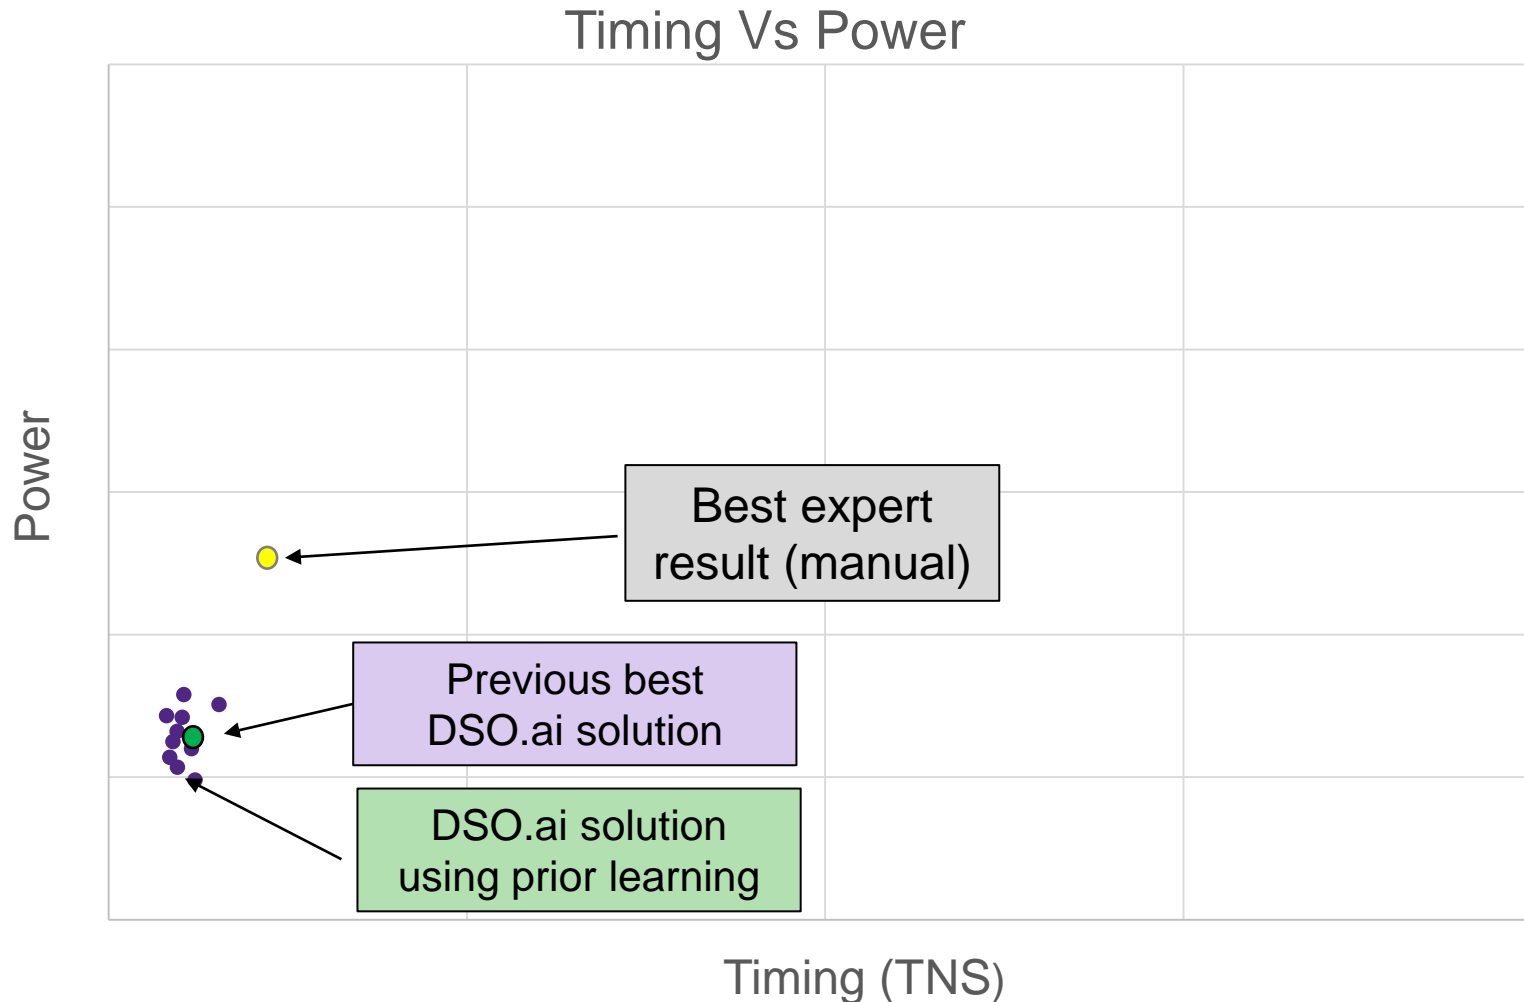 Timing Vs Power
Power
Best expert
result (manual)
Previous best
DSO.ai solution
DSO.ai solution
using prior learning
Timing (TNS)